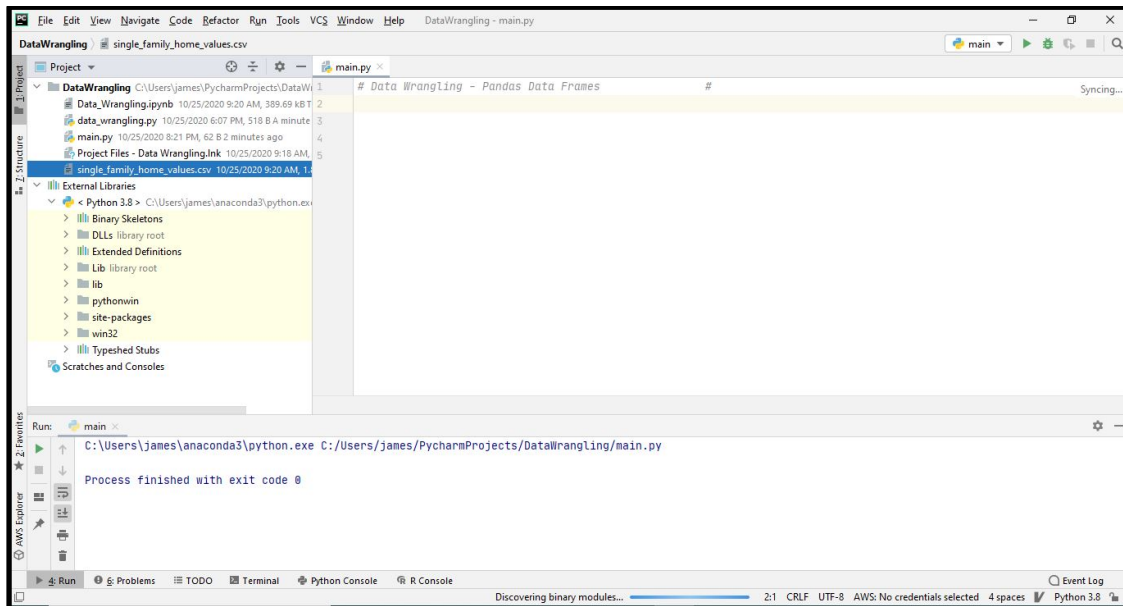 File Edit View Navigate Code Refactor Run Tools VCS Window Help DataWrangling - main.py
DataWrangling single_family_home_values.csv main
Project main.py
1: Project
DataWrangling C:\Users\james\PycharmProjects\DataW
Data_Wrangling.ipynb 10/25/2020 9:20 AM, 389.69 kB
data_wrangling.py 10/25/2020 6:07 PM, 518 B A minute
main.py 10/25/2020 8:21 PM, 62 B 2 minutes ago
Project Files - Data Wrangling.lnk 10/25/2020 9:18 AM,
single_family_home_values.csv 10/25/2020 9:20 AM, 1.
External Libraries
< Python 3.8 > C:\Users\james\anaconda3\python.ex
Binary Skeletons
DLLs library root
Extended Definitions
Lib library root
lib
pythonwin
site-packages
win32
Typeshed Stubs
Scratches and Consoles
Z: Structure
1 # Data Wrangling - Pandas Data Frames #
2
3
4
5
Syncing...
2: Favorites
AWS Explorer
Run: main
C:\Users\james\anaconda3\python.exe C:/Users/james/PycharmProjects/DataWrangling/main.py
Process finished with exit code 0
4: Run 6: Problems TODO Terminal Python Console R Console Event Log
Discovering binary modules... 2:1 CRLF UTF-8 AWS: No credentials selected 4 spaces Python 3.8